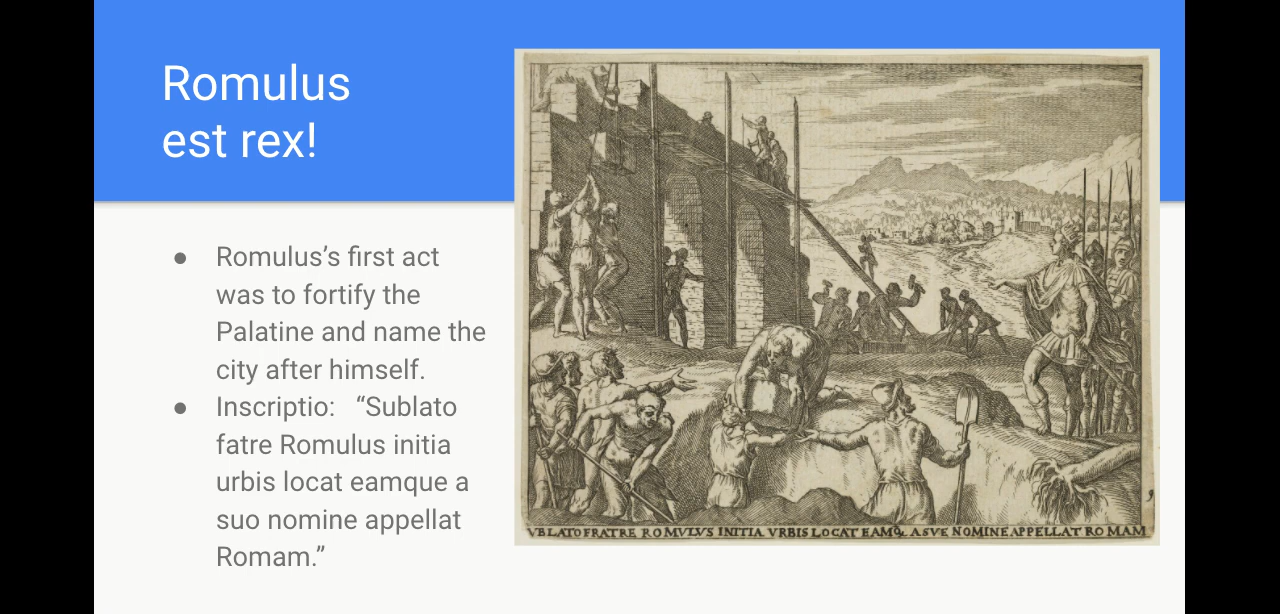 Romulus
est rex!
● Romulus’s first act
was to fortify the
Palatine and name the
city after himself.
● Inscriptio:   “Sublato
fatre Romulus initia
urbis locat eamque a
suo nomine appellat
Romam.”
9
VBLATO FRATRE ROMVLVS INITIA VRBIS LOCAT EAMQ. A SVE NOMINE APPELLAT ROMAM